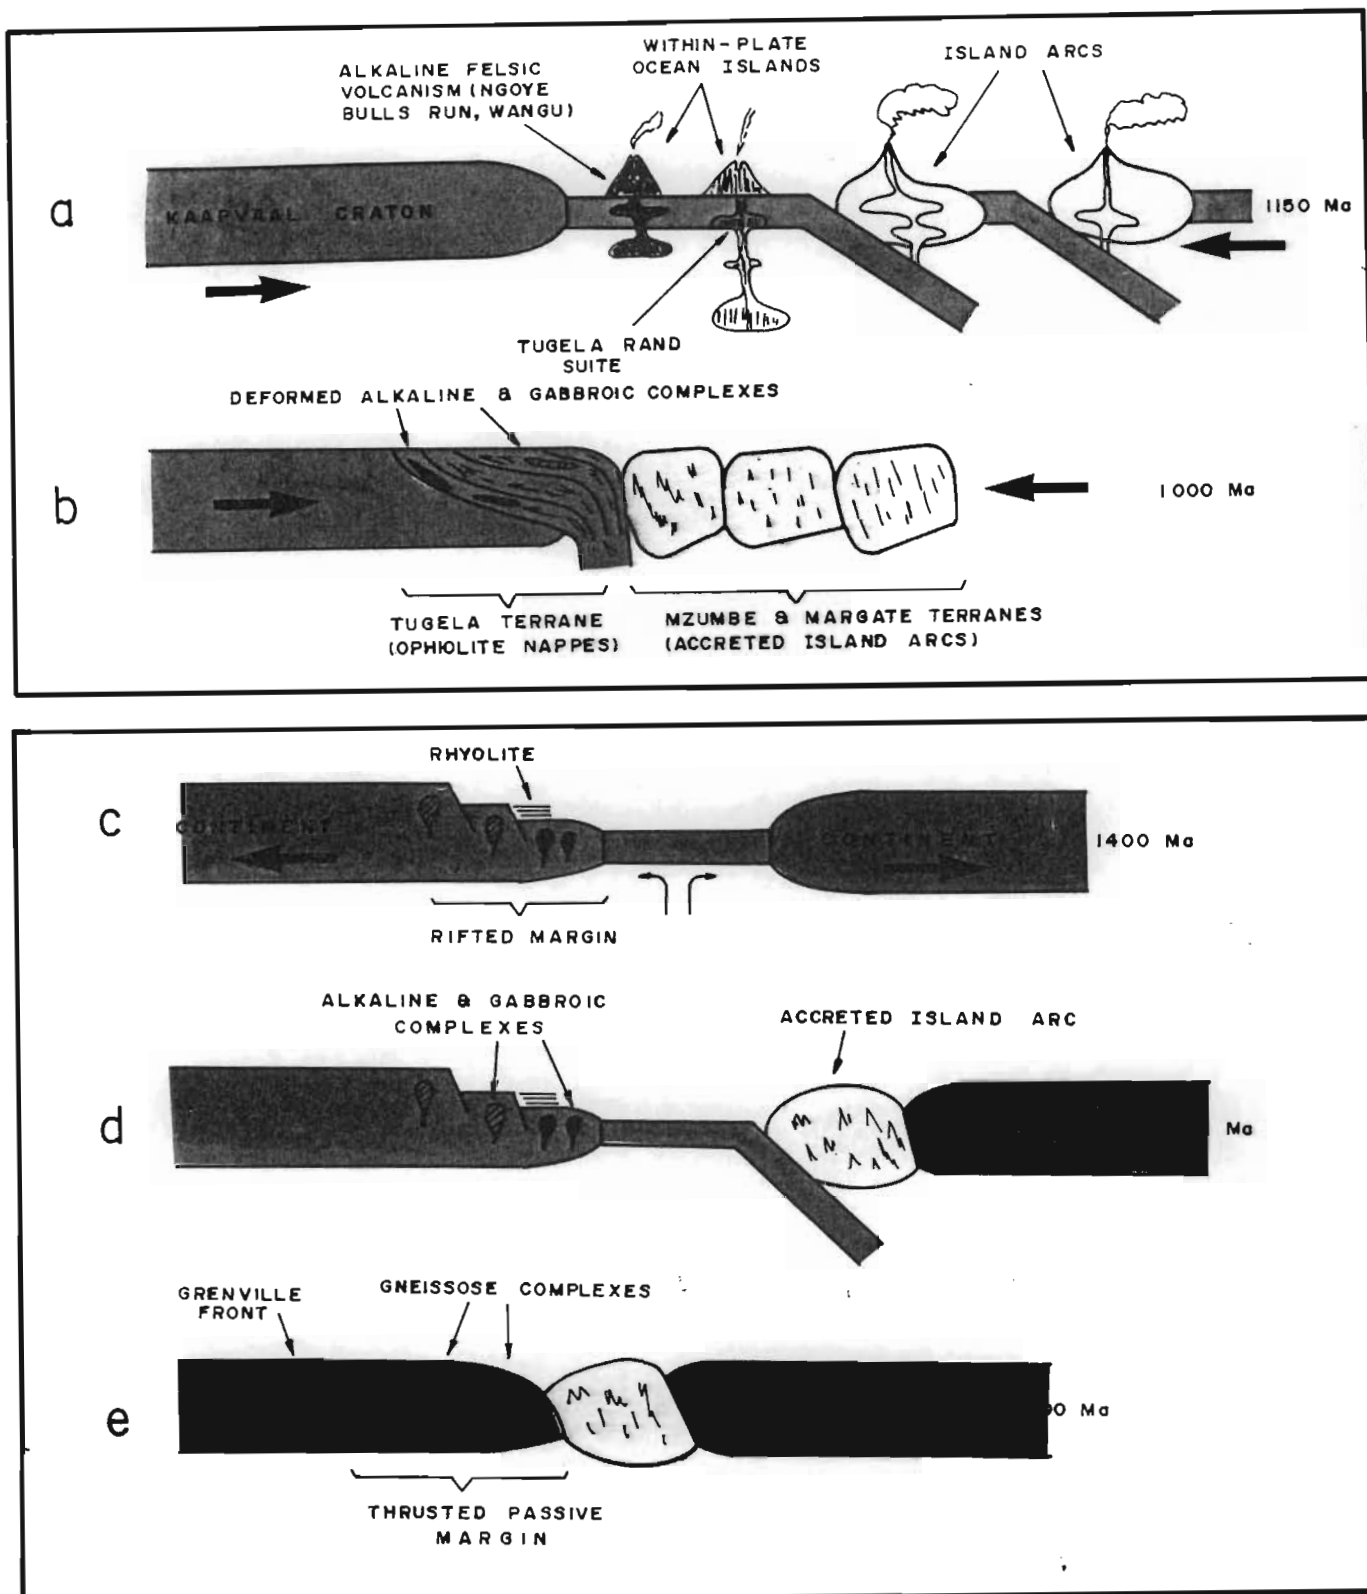 ALKALINE FELSIC
VOLCANISM (NGOYE
BULLS RUN, WANGU)
WITHIN-PLATE
OCEAN ISLANDS
ISLAND ARCS
a
KAAPVAAL CRATON
1150 Ma
TUGELA RAND
SUITE
DEFORMED ALKALINE & GABBROIC COMPLEXES
b
1000 Ma
TUGELA TERRANE
(OPHIOLITE NAPPES)
MZUMBE & MARGATE TERRANES
(ACCRETED ISLAND ARCS)
RHYOLITE
c
CONTINENT
CONTINENT
1400 Ma
RIFTED MARGIN
ALKALINE & GABBROIC
COMPLEXES
ACCRETED ISLAND ARC
d
Ma
GRENVILLE
FRONT
GNEISSOSE COMPLEXES
e
00 Ma
THRUSTED PASSIVE
MARGIN